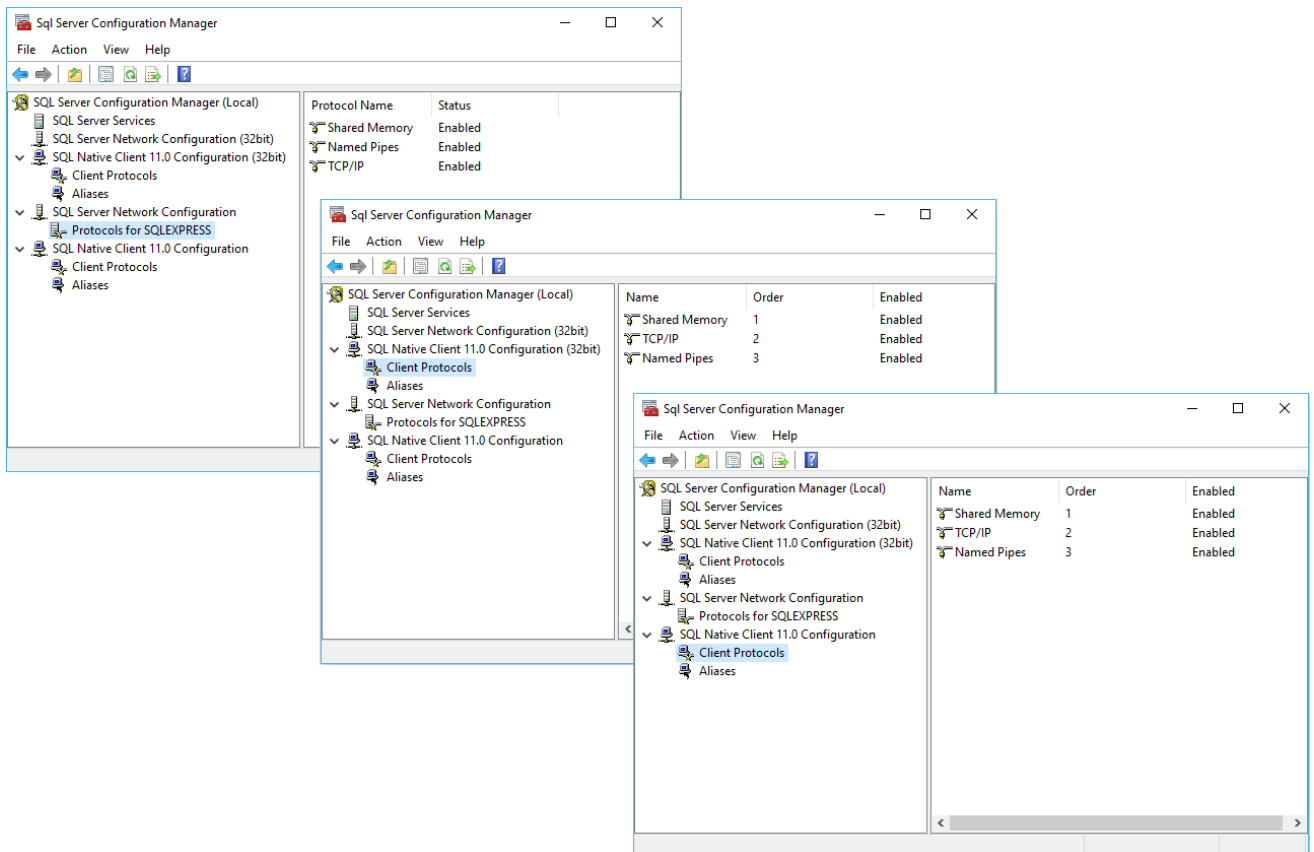 Sql Server Configuration Manager
File Action View Help
SQL Server Configuration Manager (Local)
SQL Server Services
SQL Server Network Configuration (32bit)
SQL Native Client 11.0 Configuration (32bit)
Client Protocols
Aliases
SQL Server Network Configuration
Protocols for SQLEXPRESS
SQL Native Client 11.0 Configuration
Client Protocols
Aliases
Protocol Name Status
Shared Memory Enabled
Named Pipes Enabled
TCP/IP Enabled
Sql Server Configuration Manager
File Action View Help
SQL Server Configuration Manager (Local)
SQL Server Services
SQL Server Network Configuration (32bit)
SQL Native Client 11.0 Configuration (32bit)
Client Protocols
Aliases
SQL Server Network Configuration
Protocols for SQLEXPRESS
SQL Native Client 11.0 Configuration
Client Protocols
Aliases
Name Order Enabled
Shared Memory 1 Enabled
TCP/IP 2 Enabled
Named Pipes 3 Enabled
Sql Server Configuration Manager
File Action View Help
SQL Server Configuration Manager (Local)
SQL Server Services
SQL Server Network Configuration (32bit)
SQL Native Client 11.0 Configuration (32bit)
Client Protocols
Aliases
SQL Server Network Configuration
Protocols for SQLEXPRESS
SQL Native Client 11.0 Configuration
Client Protocols
Aliases
Name Order Enabled
Shared Memory 1 Enabled
TCP/IP 2 Enabled
Named Pipes 3 Enabled